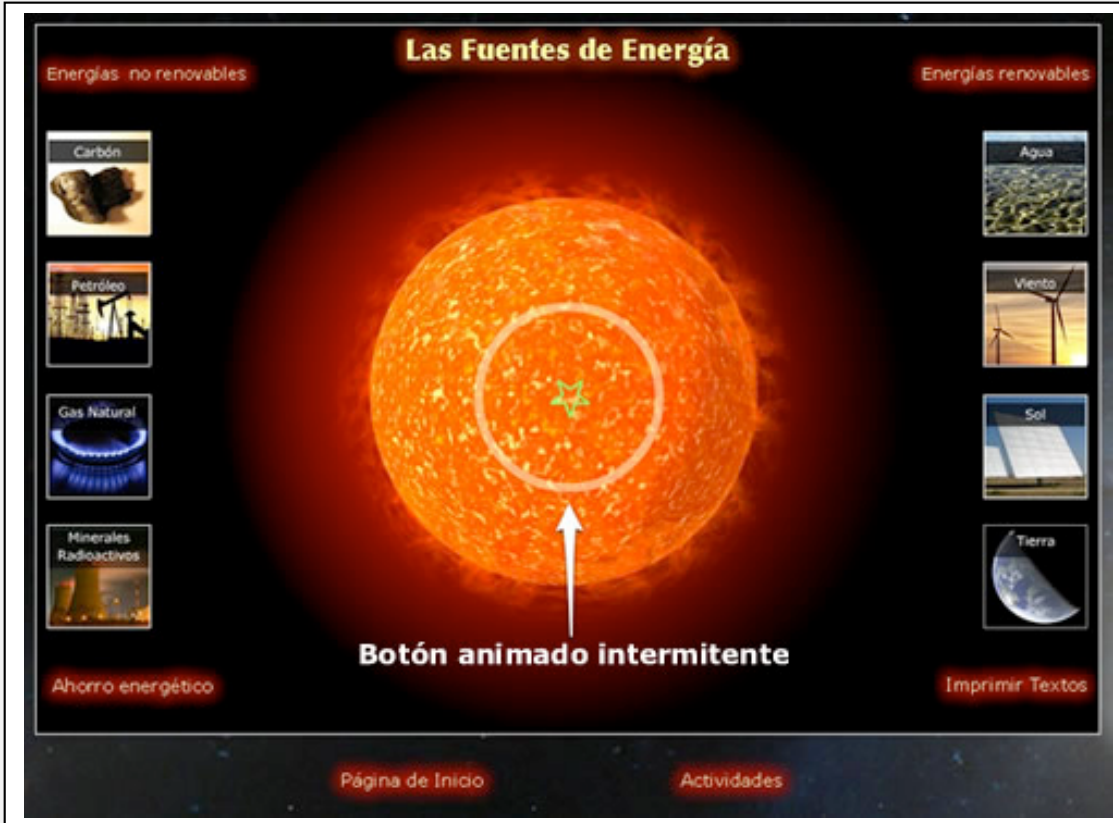 Las Fuentes de Energía
Energías no renovables
Energías renovables
Carbón
Petróleo
Gas Natural
Minerales
Radioactivos
Agua
Viento
Sol
Tierra
Botón animado intermitente
Ahorro energético
Imprimir Textos
Página de Inicio
Actividades